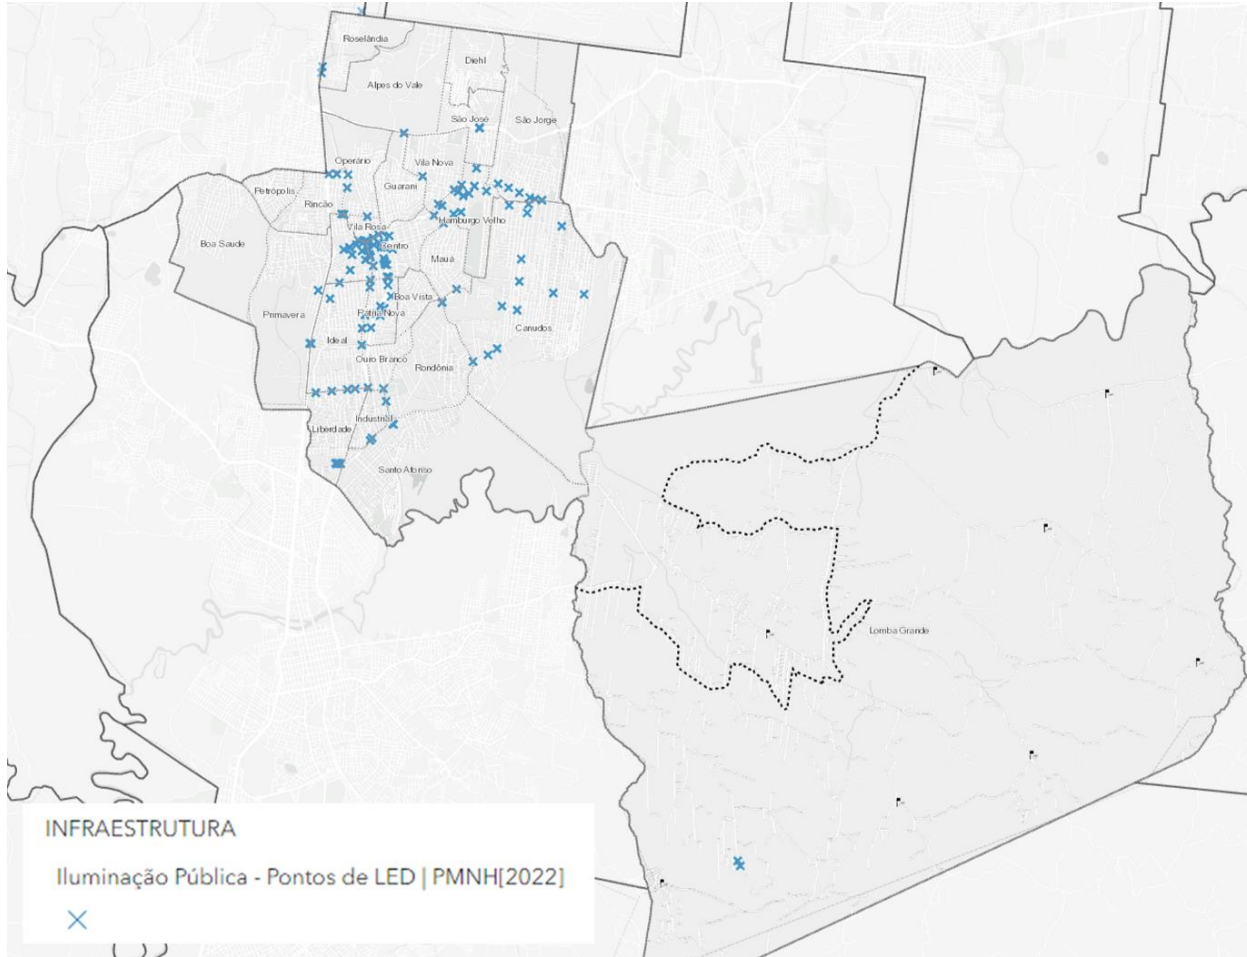 Roselândia
Diehl
Alpes do Vale
São José
São Jorge
Operário
Vila Nova
Guarani
Petrópolis
Rincão
Hamburgo Velho
Vila Rosa
Boa Saude
Centro
Mauá
Boa Vista
Primavera
Pátria Nova
Canudos
Ideal
Ouro Branco
Rondônia
Industrial
Liberdade
Santo Afonso
Lomba Grande
INFRAESTRUTURA
Iluminação Pública - Pontos de LED | PMNH[2022]